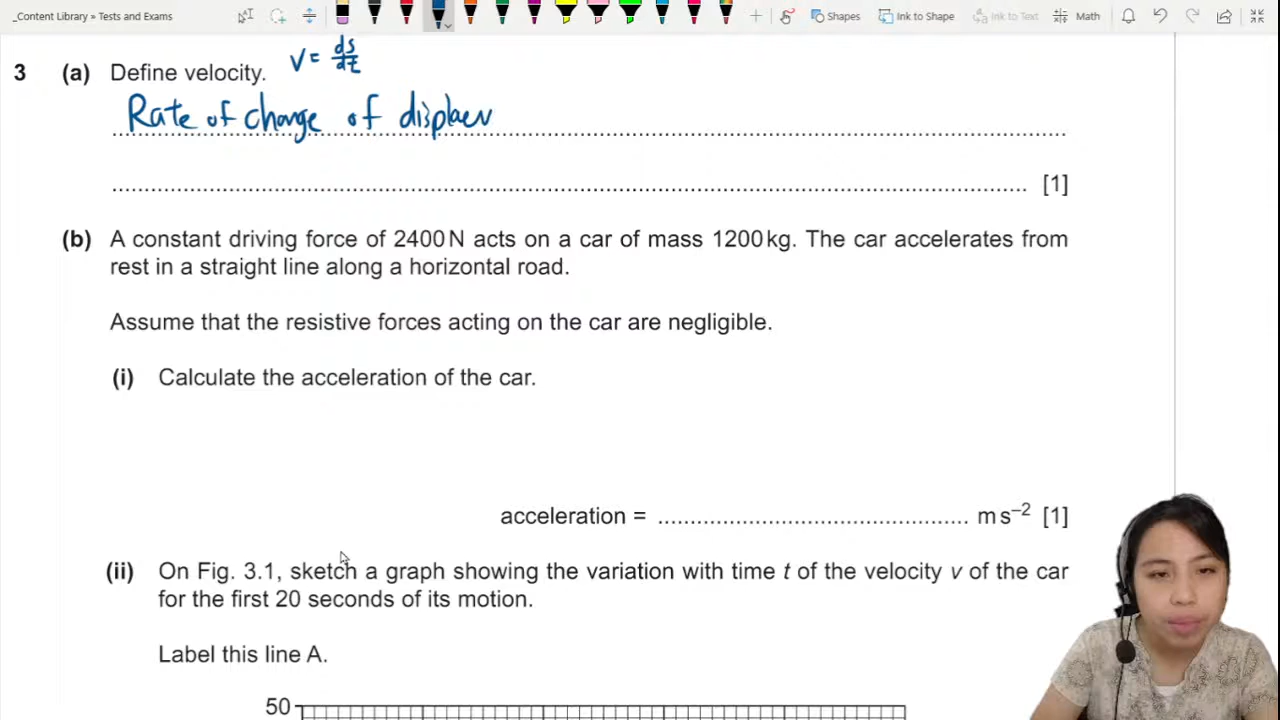 _Content Library » Tests and Exams
Shapes Ink to Shape Ink to Text Math
3 (a) Define velocity. v = ds/dt
Rate of change of displacem
[1]
(b) A constant driving force of 2400 N acts on a car of mass 1200 kg. The car accelerates from
rest in a straight line along a horizontal road.
Assume that the resistive forces acting on the car are negligible.
(i) Calculate the acceleration of the car.
acceleration = ................................................ m s⁻² [1]
(ii) On Fig. 3.1, sketch a graph showing the variation with time t of the velocity v of the car
for the first 20 seconds of its motion.
Label this line A.
50